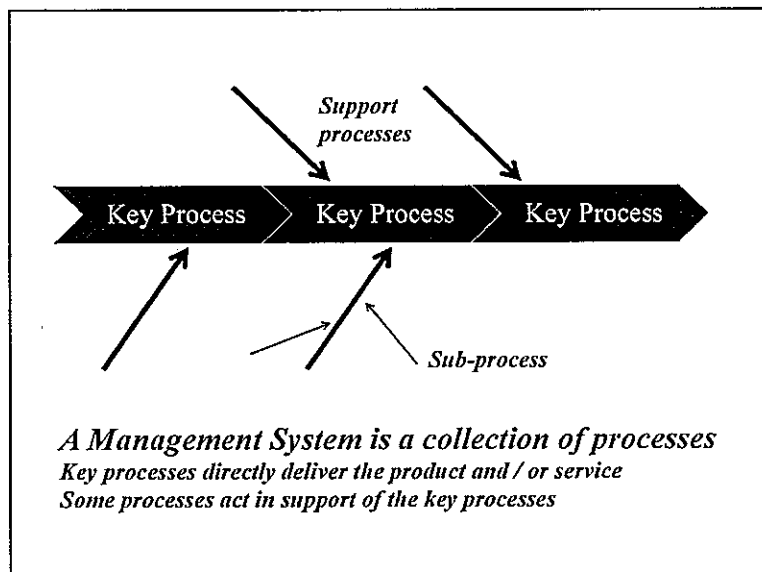 Support
processes
Key Process
Key Process
Key Process
Sub-process
A Management System is a collection of processes
Key processes directly deliver the product and / or service
Some processes act in support of the key processes